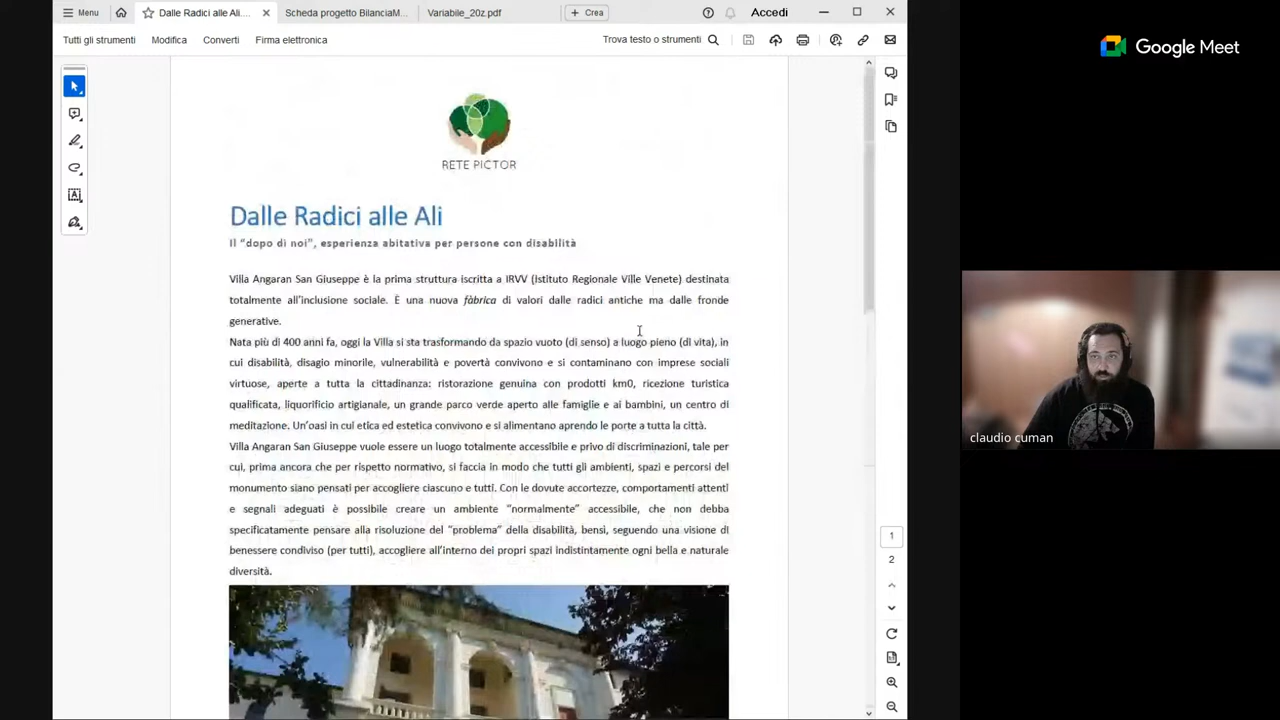 Menu
Dalle Radici alle Ali....
Scheda progetto BilanciaM...
Variabile_20z.pdf
Crea
Accedi
Tutti gli strumenti
Modifica
Converti
Firma elettronica
Trova testo o strumenti
Google Meet
RETE PICTOR
Dalle Radici alle Ali
Il “dopo di noi”, esperienza abitativa per persone con disabilità
Villa Angaran San Giuseppe è la prima struttura iscritta a IRVV (Istituto Regionale Ville Venete) destinata
totalmente all’inclusione sociale. È una nuova fàbrica di valori dalle radici antiche ma dalle fronde
generative.
Nata più di 400 anni fa, oggi la Villa si sta trasformando da spazio vuoto (di senso) a luogo pieno (di vita), in
cui disabilità, disagio minorile, vulnerabilità e povertà convivono e si contaminano con imprese sociali
virtuose, aperte a tutta la cittadinanza: ristorazione genuina con prodotti km0, ricezione turistica
qualificata, liquorificio artigianale, un grande parco verde aperto alle famiglie e ai bambini, un centro di
meditazione. Un’oasi in cui etica ed estetica convivono e si alimentano aprendo le porte a tutta la città.
Villa Angaran San Giuseppe vuole essere un luogo totalmente accessibile e privo di discriminazioni, tale per
cui, prima ancora che per rispetto normativo, si faccia in modo che tutti gli ambienti, spazi e percorsi del
monumento siano pensati per accogliere ciascuno e tutti. Con le dovute accortezze, comportamenti attenti
e segnali adeguati è possibile creare un ambiente “normalmente” accessibile, che non debba
specificatamente pensare alla risoluzione del “problema” della disabilità, bensì, seguendo una visione di
benessere condiviso (per tutti), accogliere all’interno dei propri spazi indistintamente ogni bella e naturale
diversità.
1
2
claudio cuman